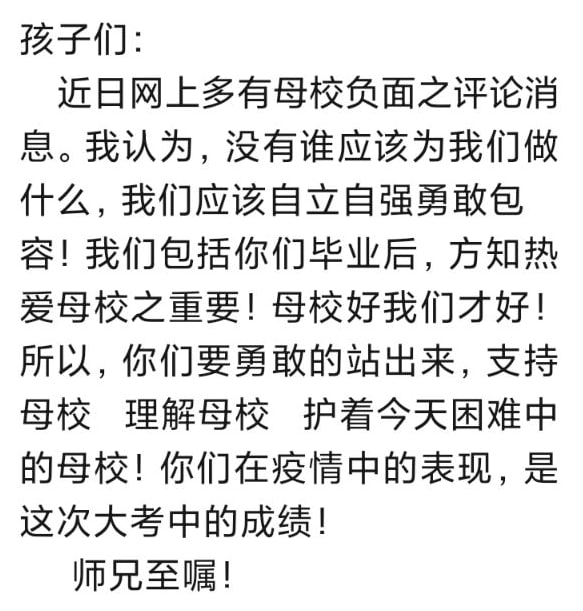 孩子们：
近日网上多有母校负面之评论消
息。我认为，没有谁应该为我们做
什么，我们应该自立自强勇敢包
容！我们包括你们毕业后，方知热
爱母校之重要！母校好我们才好！
所以，你们要勇敢的站出来，支持
母校 理解母校 护着今天困难中
的母校！你们在疫情中的表现，是
这次大考中的成绩！
师兄至嘱！